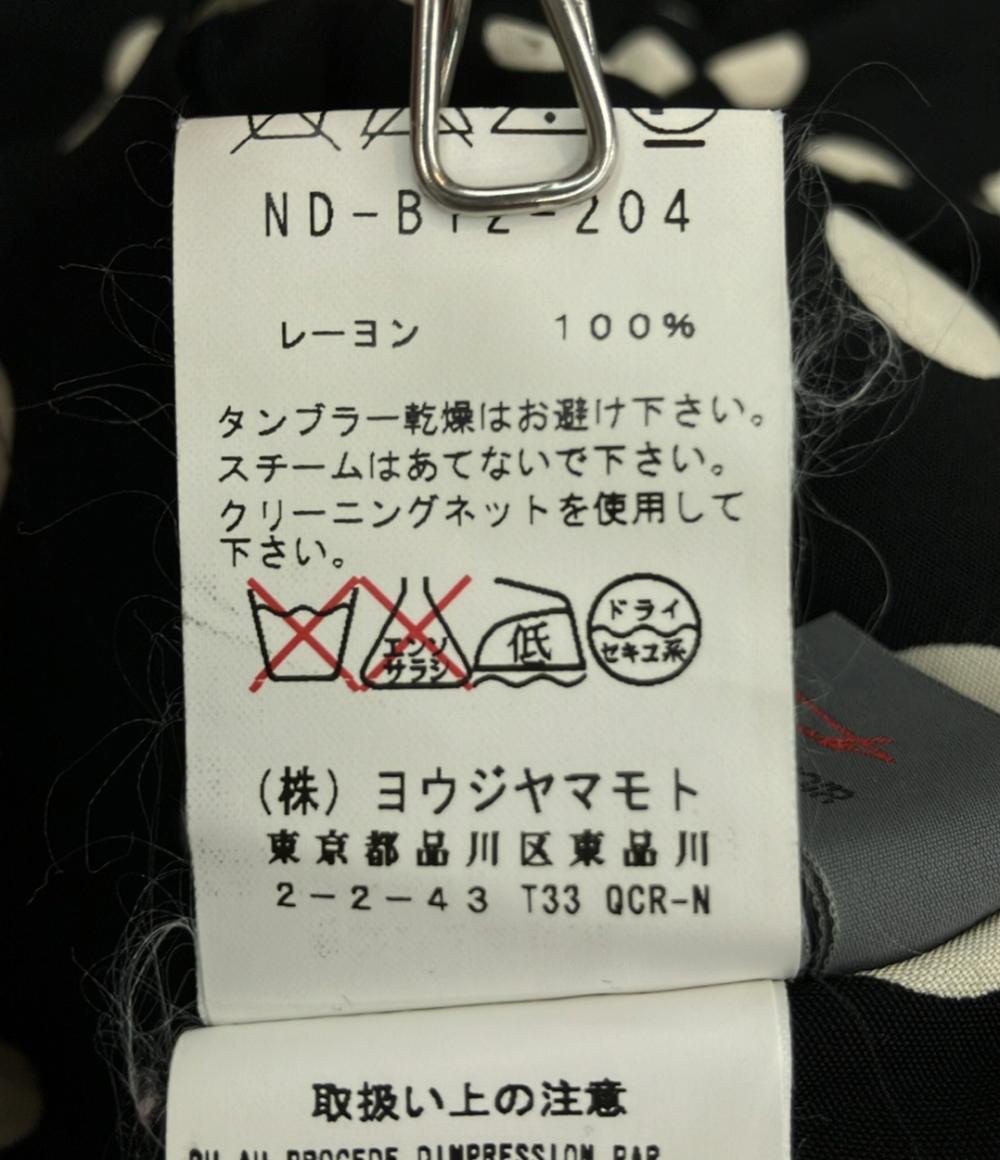 ND-B12-204
レーヨン 100%
タンブラー乾燥はお避け下さい。
スチームはあてないで下さい。
クリーニングネットを使用して
下さい。
エンソ
サラシ
低
ドライ
セキユ系
(株) ヨウジヤマモト
東京都品川区東品川
2-2-43 T33 QCR-N
取扱い上の注意
OU AU PROCEDE DIMPRESSION PAR